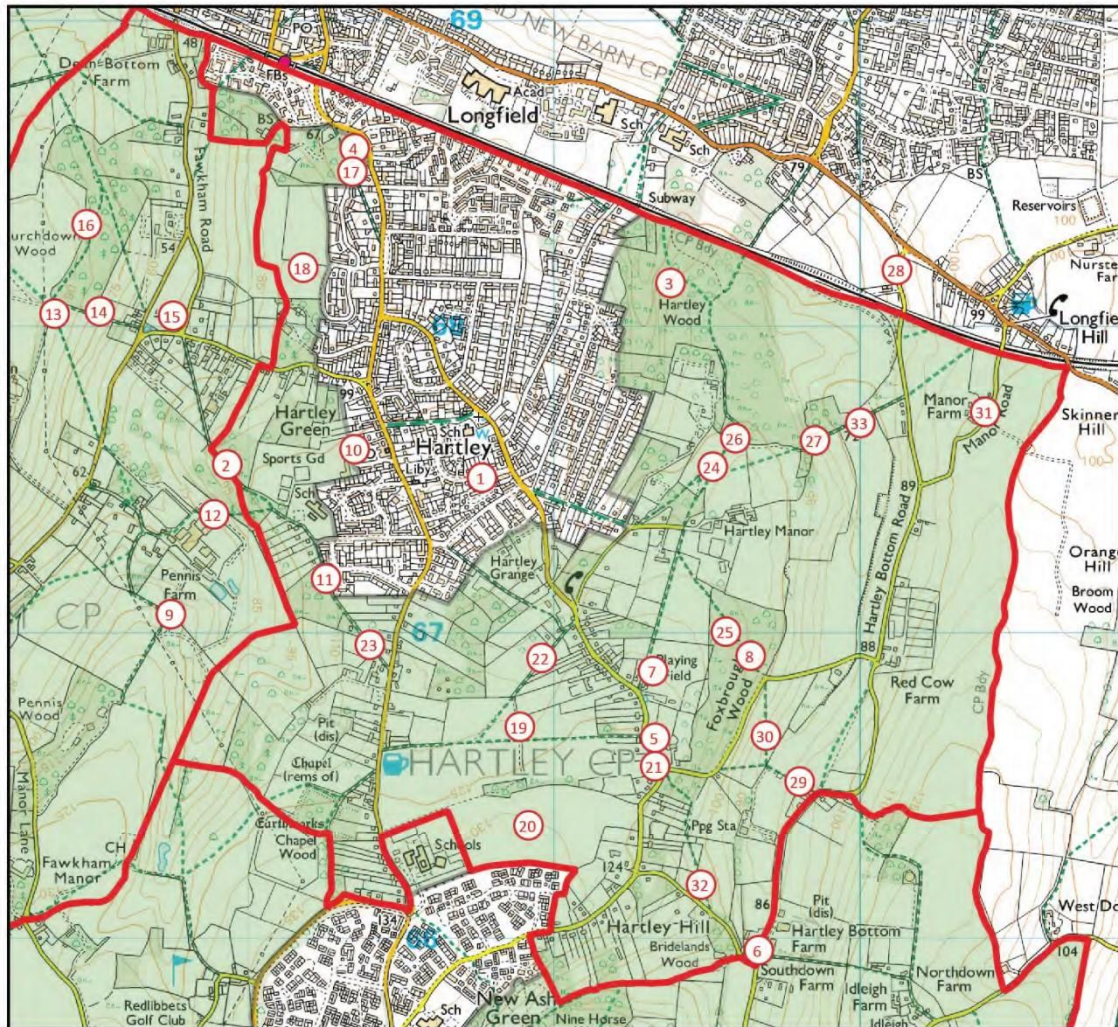 69
AD NEW BARN CP
PO
48
Dean Bottom
Farm
FBs
Acad
Longfield
Sch
BS
67
4
17
Sch
79
BS
Fawkham Road
Subway
Reservoirs
100
CP Bdy
16
54
18
3
Hartley
Wood
28
99
Longfield
Hill
13
14
15
99
Hartley
Green
Manor
Farm
31
Manor Road
33
Skinner
Hill
26
27
62
10
Sch
W
Hartley
Liby
1
Sports Gd
2
24
89
12
Sch
Hartley Manor
Hartley Bottom Road
Hartley
Grange
11
Pennis
Farm
Hill
Broom
Wood
85
CP
9
67
110
23
22
25
8
7
Playing
Field
Foxbrough
Wood
88
Red Cow
Farm
CP Bdy
Pennis
Wood
Pit
(dis)
19
5
30
HARTLEY CP
21
Chapel
(rems of)
29
Manor Lane
Earthworks
Chapel
Wood
Schools
20
Ppg Sta
CH
Fawkham
Manor
124
32
134
Hartley Hill
Bridelands
Wood
86
Pit
(dis)
Hartley Bottom
Farm
6
Southdown
Farm
Northdown
Farm
104
66
Redlibbets
Golf Club
New Ash
Green
Sch
Nine Horse
Idleigh
Farm
Idleigh